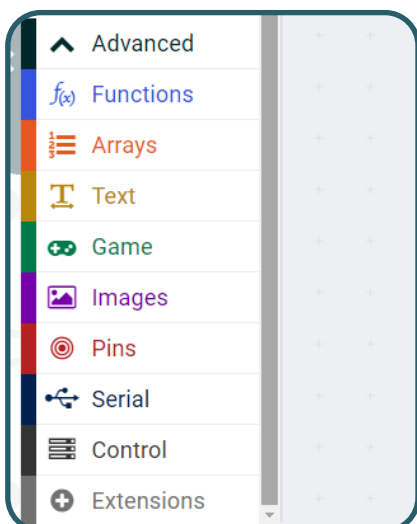 Advanced
f(x) Functions
Arrays
Text
Game
Images
Pins
Serial
Control
Extensions